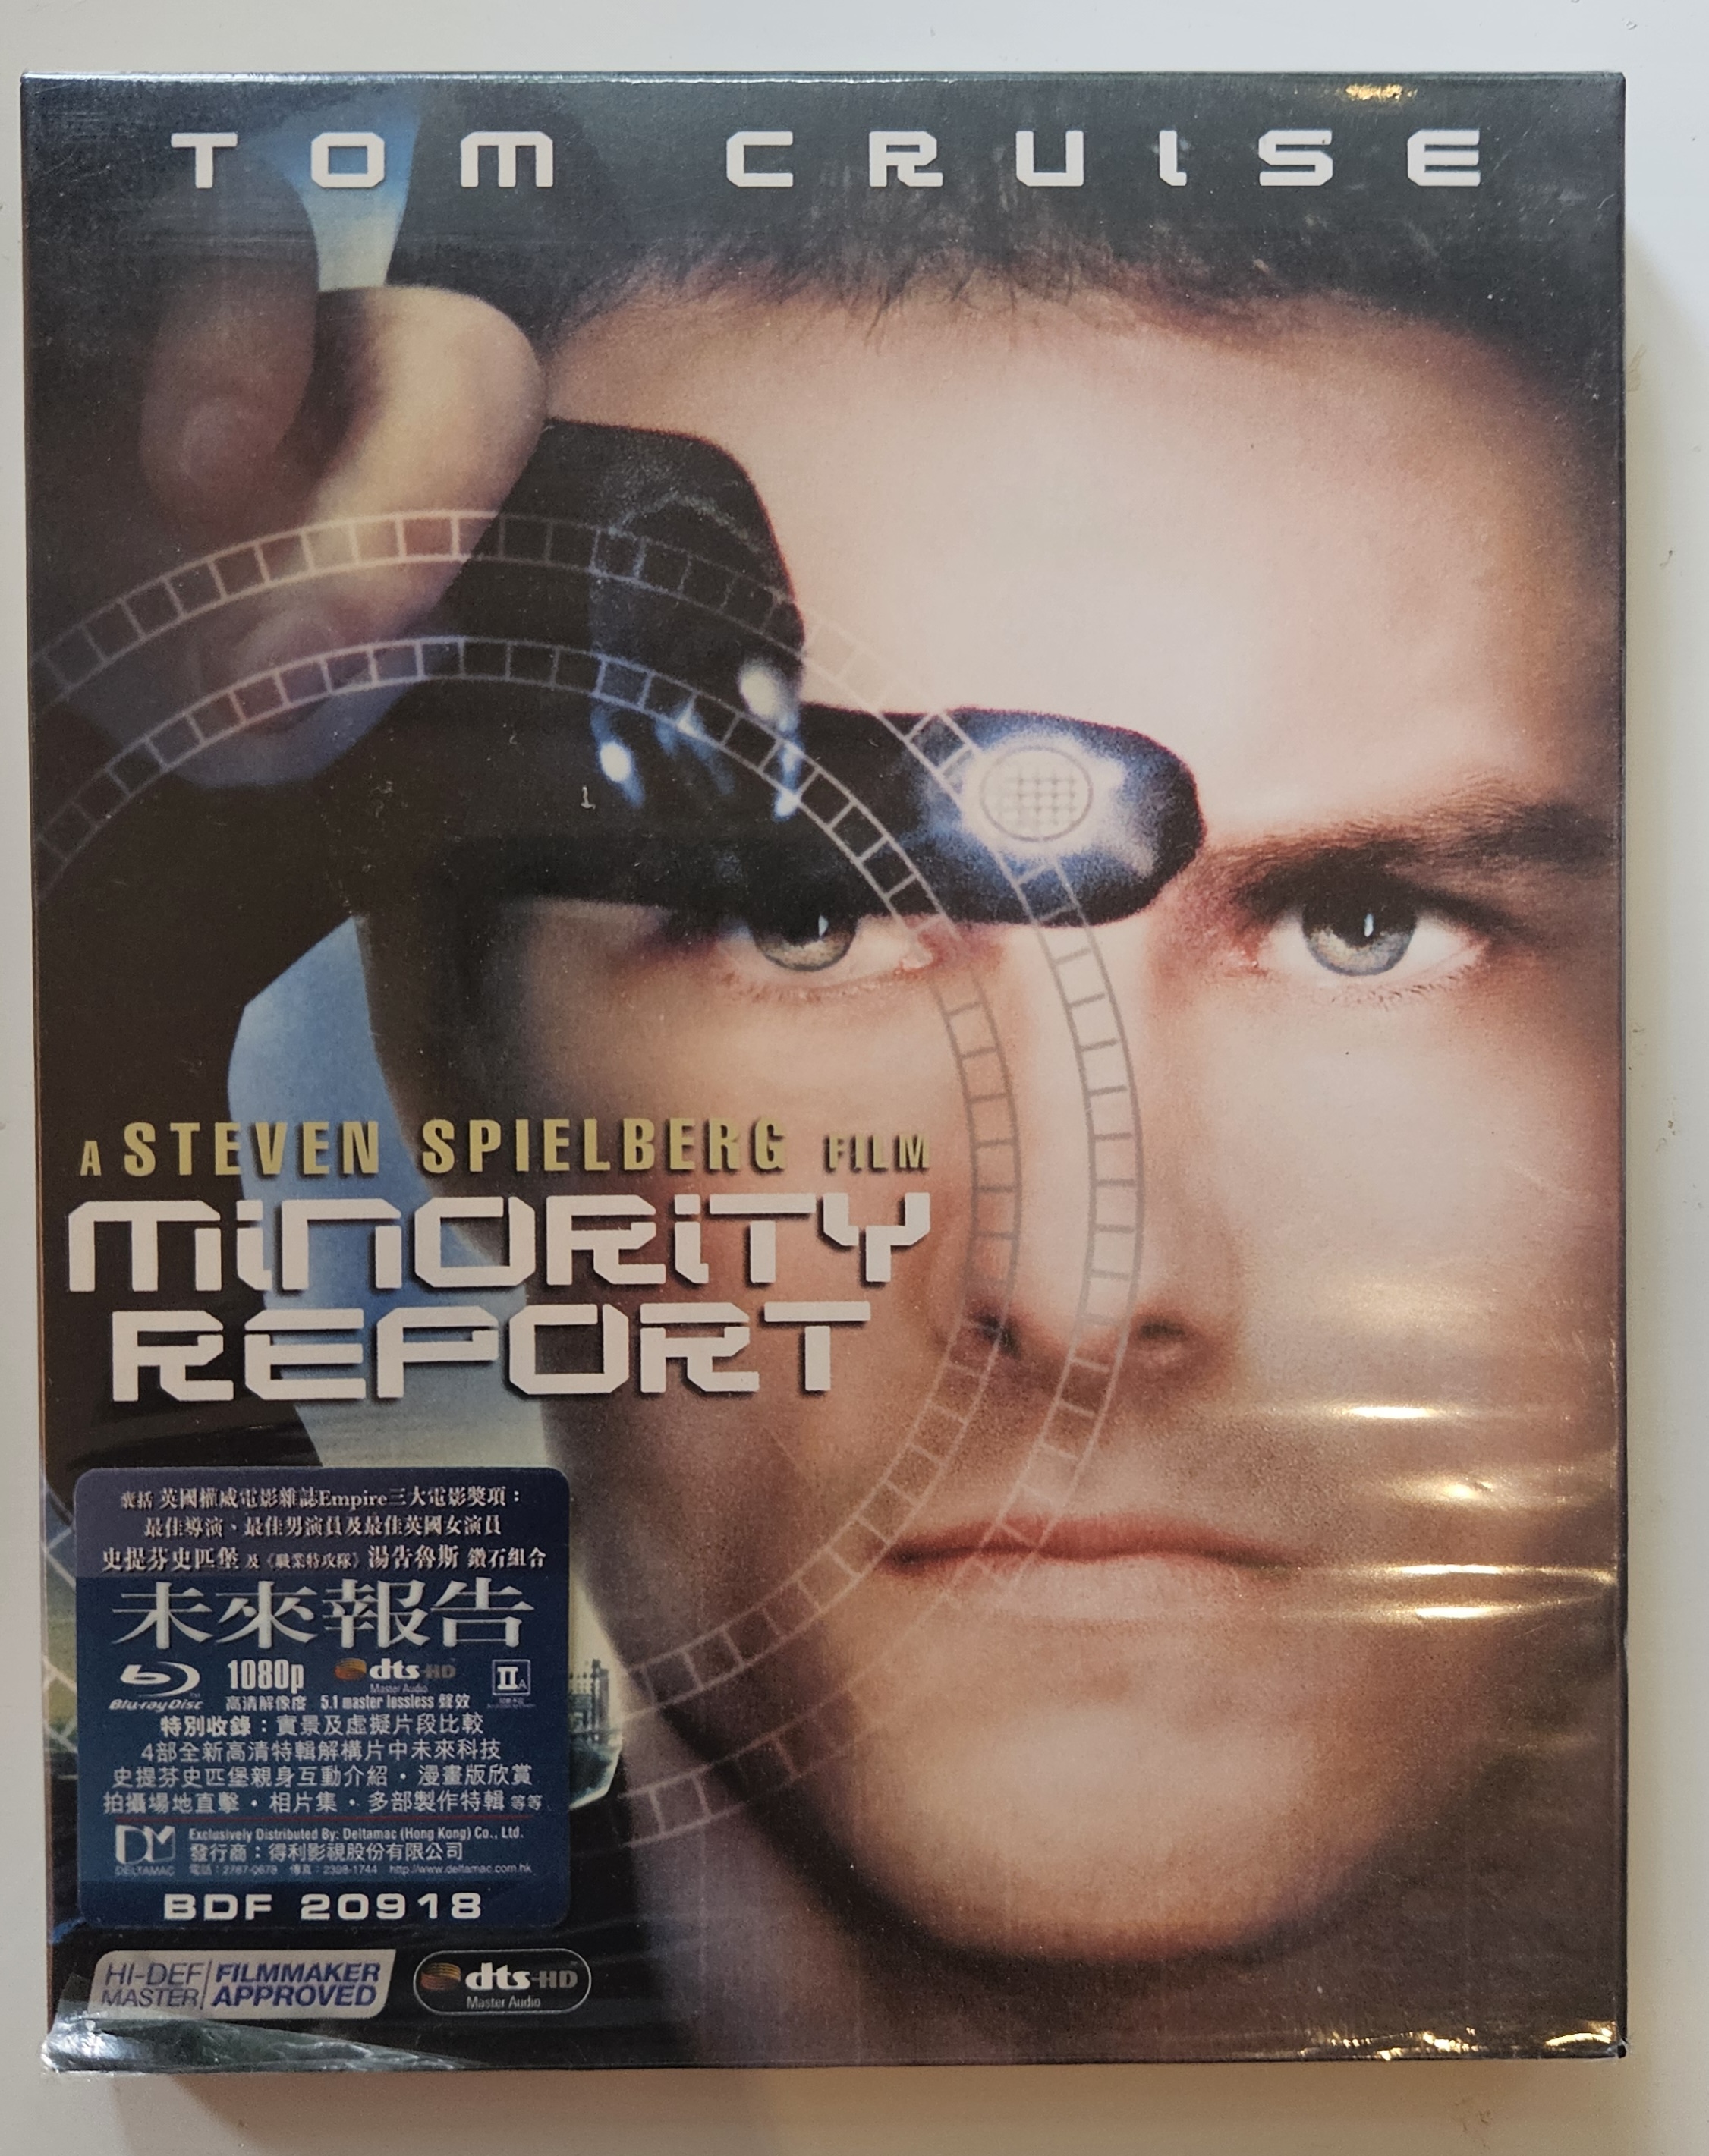 TOM CRUISE
A STEVEN SPIELBERG FILM
MINORITY
REPORT
囊括 英國權威電影雜誌Empire三大電影獎項：
最佳導演、最佳男演員及最佳英國女演員
史提芬史匹堡 及《職業特攻隊》湯告魯斯 鑽石組合
未來報告
Blu-ray Disc 1080p 高清解像度 dts-HD Master Audio 5.1 master lossless 聲效 IIA
特別收錄：實景及虛擬片段比較
4部全新高清特輯解構片中未來科技
史提芬史匹堡親身互動介紹・漫畫版欣賞
拍攝場地直擊・相片集・多部製作特輯 等等
DELTAMAC
Exclusively Distributed By: Deltamac (Hong Kong) Co., Ltd.
發行商：得利影視股份有限公司
電話：2787-0878 傳真：2398-1744 http://www.deltamac.com.hk
BDF 20918
HI-DEF MASTER FILMMAKER APPROVED
dts-HD Master Audio